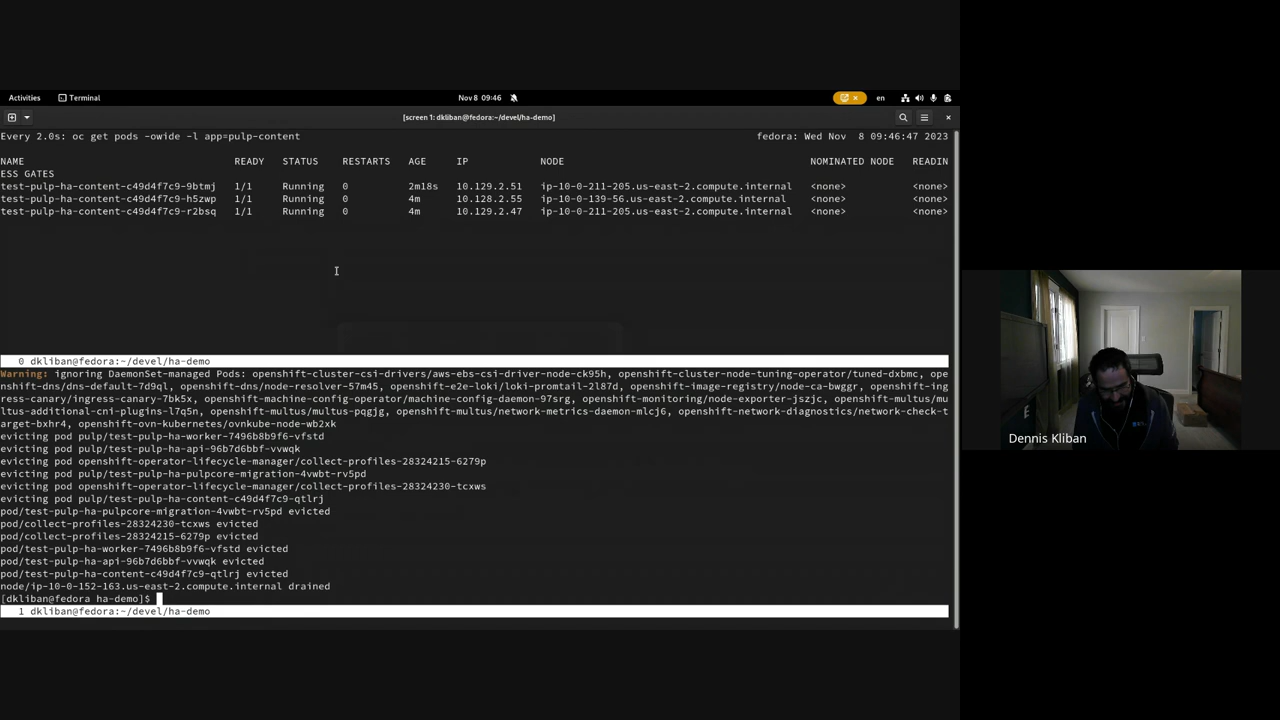 Activities Terminal Nov 8 09:46 en
[screen 1: dkliban@fedora:~/devel/ha-demo]
Every 2.0s: oc get pods -owide -l app=pulp-content fedora: Wed Nov  8 09:46:47 2023
NAME READY STATUS RESTARTS AGE IP NODE NOMINATED NODE READIN
ESS GATES
test-pulp-ha-content-c49d4f7c9-9btmj 1/1 Running 0 2m18s 10.129.2.51 ip-10-0-211-205.us-east-2.compute.internal <none> <none>
test-pulp-ha-content-c49d4f7c9-h5zwp 1/1 Running 0 4m 10.128.2.55 ip-10-0-139-56.us-east-2.compute.internal <none> <none>
test-pulp-ha-content-c49d4f7c9-r2bsq 1/1 Running 0 4m 10.129.2.47 ip-10-0-211-205.us-east-2.compute.internal <none> <none>
0 dkliban@fedora:~/devel/ha-demo
Warning: ignoring DaemonSet-managed Pods: openshift-cluster-csi-drivers/aws-ebs-csi-driver-node-ck95h, openshift-cluster-node-tuning-operator/tuned-dxbmc, ope
nshift-dns/dns-default-7d9ql, openshift-dns/node-resolver-57m45, openshift-e2e-loki/loki-promtail-2l87d, openshift-image-registry/node-ca-bwggr, openshift-ing
ress-canary/ingress-canary-7bk5x, openshift-machine-config-operator/machine-config-daemon-97srg, openshift-monitoring/node-exporter-jszjc, openshift-multus/mu
ltus-additional-cni-plugins-l7q5n, openshift-multus/multus-pqgjg, openshift-multus/network-metrics-daemon-mlcj6, openshift-network-diagnostics/network-check-t
arget-bxhr4, openshift-ovn-kubernetes/ovnkube-node-wb2xk
evicting pod pulp/test-pulp-ha-worker-7496b8b9f6-vfstd
evicting pod pulp/test-pulp-ha-api-96b7d6bbf-vvwqk
evicting pod openshift-operator-lifecycle-manager/collect-profiles-28324215-6279p
evicting pod pulp/test-pulp-ha-pulpcore-migration-4vwbt-rv5pd
evicting pod openshift-operator-lifecycle-manager/collect-profiles-28324230-tcxws
evicting pod pulp/test-pulp-ha-content-c49d4f7c9-qtlrj
pod/test-pulp-ha-pulpcore-migration-4vwbt-rv5pd evicted
pod/collect-profiles-28324230-tcxws evicted
pod/collect-profiles-28324215-6279p evicted
pod/test-pulp-ha-worker-7496b8b9f6-vfstd evicted
pod/test-pulp-ha-api-96b7d6bbf-vvwqk evicted
pod/test-pulp-ha-content-c49d4f7c9-qtlrj evicted
node/ip-10-0-152-163.us-east-2.compute.internal drained
[dkliban@fedora ha-demo]$
1 dkliban@fedora:~/devel/ha-demo
Dennis Kliban